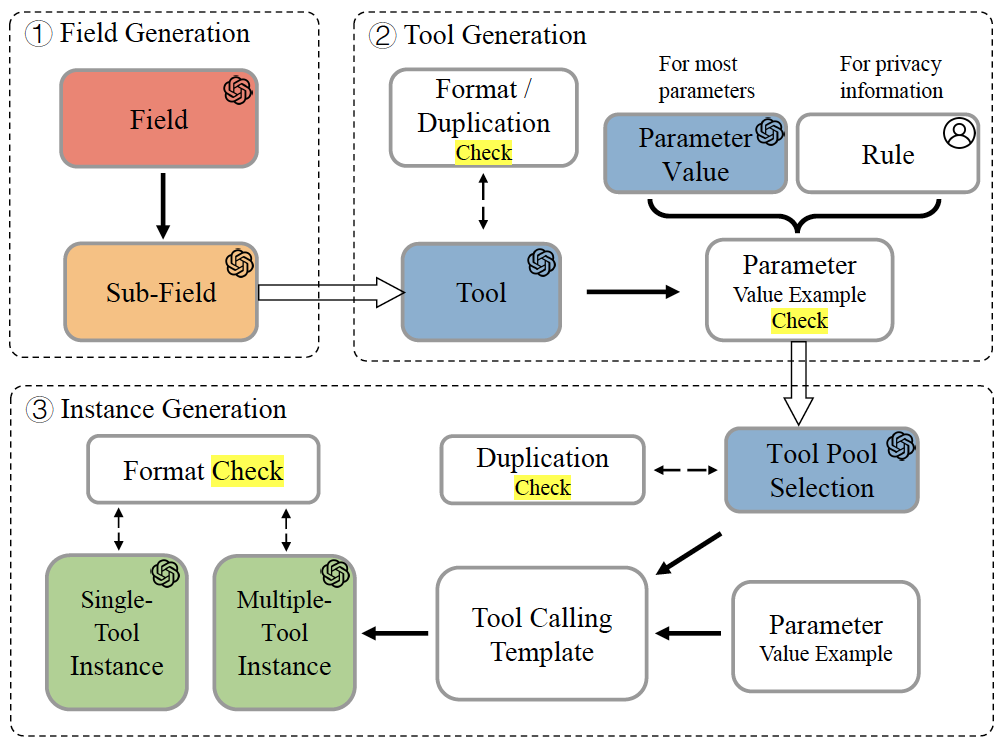 ① Field Generation
Field
Sub-Field
② Tool Generation
Format /
Duplication
Check
For most
parameters
For privacy
information
Parameter
Value
Rule
Tool
Parameter
Value Example
Check
③ Instance Generation
Format Check
Duplication
Check
Tool Pool
Selection
Single-
Tool
Instance
Multiple-
Tool
Instance
Tool Calling
Template
Parameter
Value Example